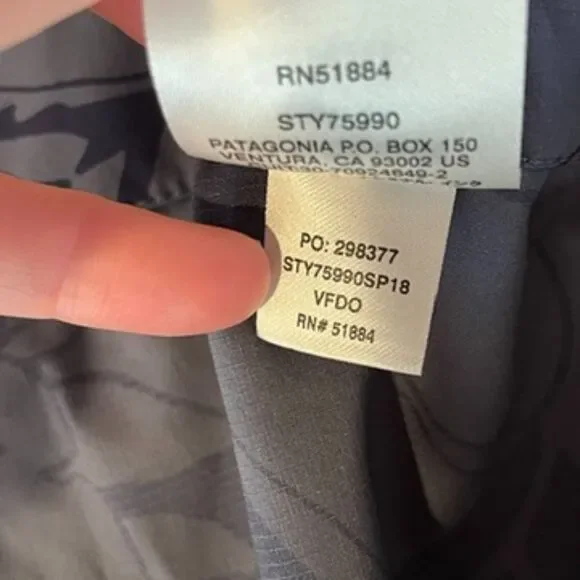 RN51884
STY75990
PATAGONIA P.O. BOX 150
VENTURA, CA 93002 US
PO: 298377
STY75990SP18
VFDO
RN# 51884